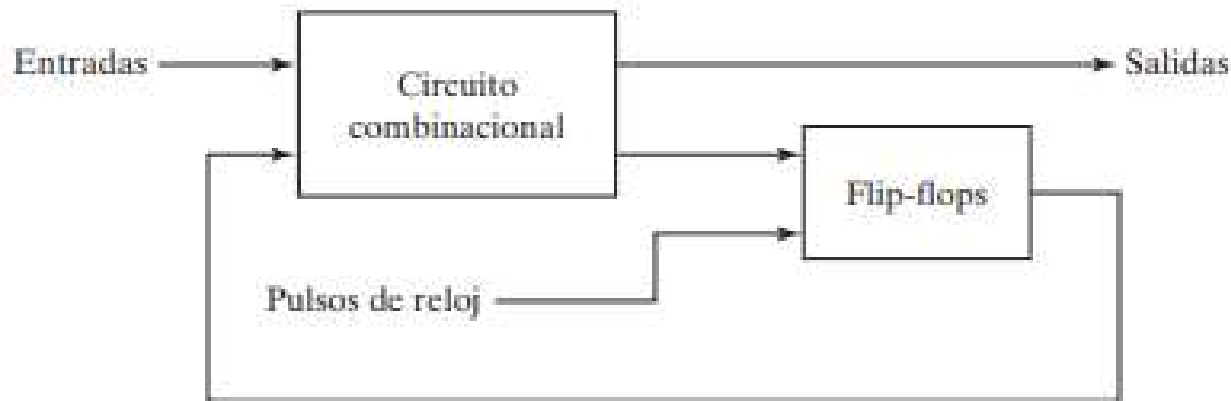 Entradas
Circuito
combinacional
Salidas
Flip-flops
Pulsos de reloj